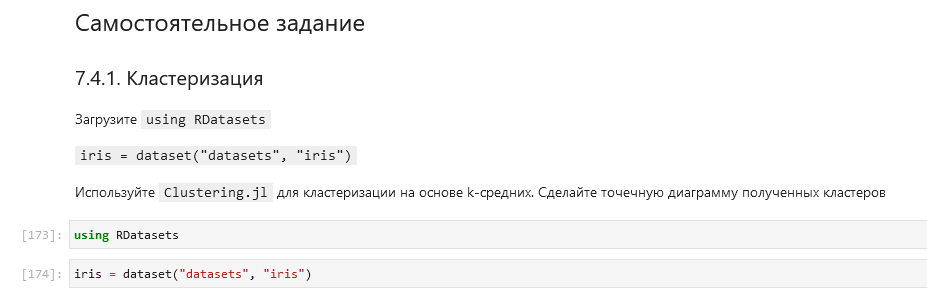 Самостоятельное задание
7.4.1. Кластеризация
Загрузите using RDatasets
iris = dataset("datasets", "iris")
Используйте Clustering.jl для кластеризации на основе k-средних. Сделайте точечную диаграмму полученных кластеров
[173]: using RDatasets
[174]: iris = dataset("datasets", "iris")